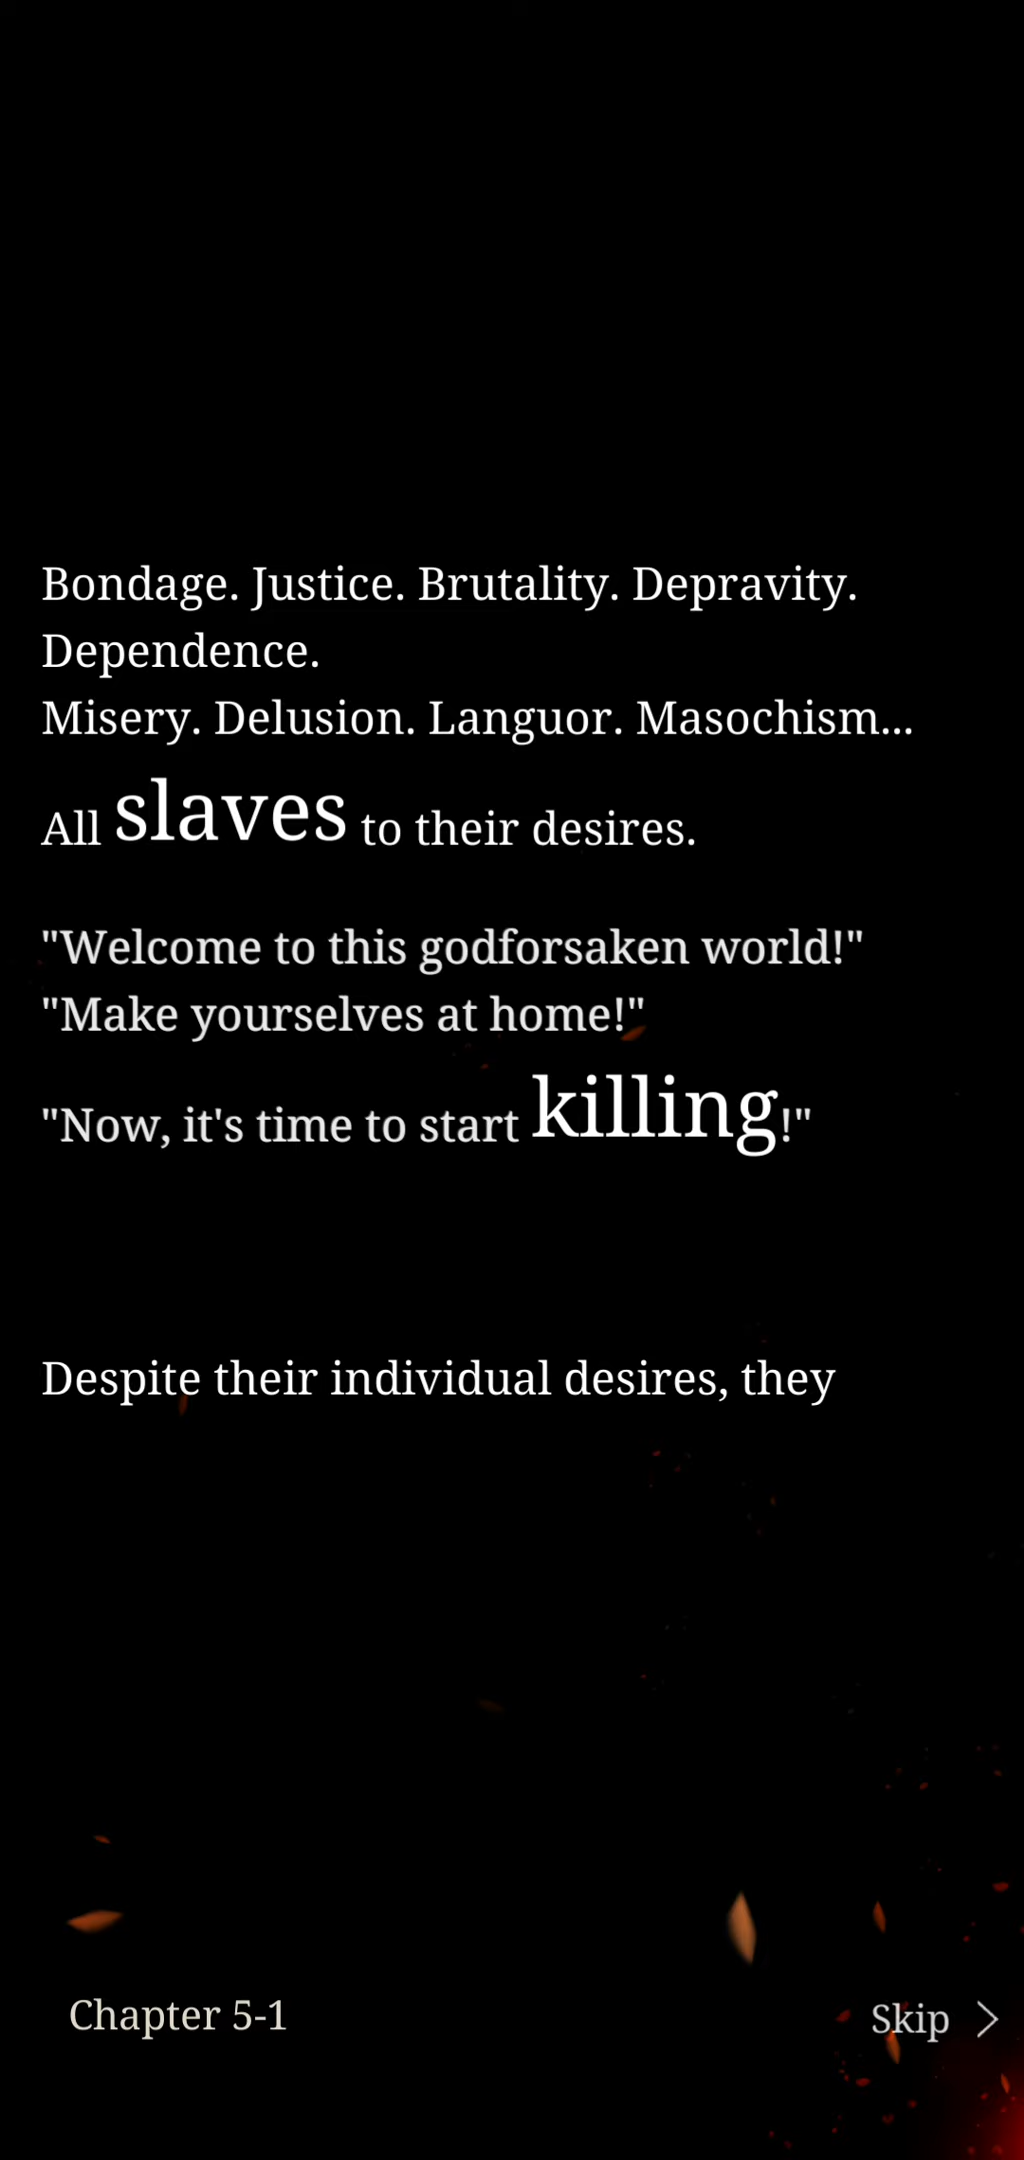 Bondage. Justice. Brutality. Depravity.
Dependence.
Misery. Delusion. Languor. Masochism...
All slaves to their desires.
"Welcome to this godforsaken world!"
"Make yourselves at home!"
"Now, it's time to start killing!"
Despite their individual desires, they
Chapter 5-1
Skip >